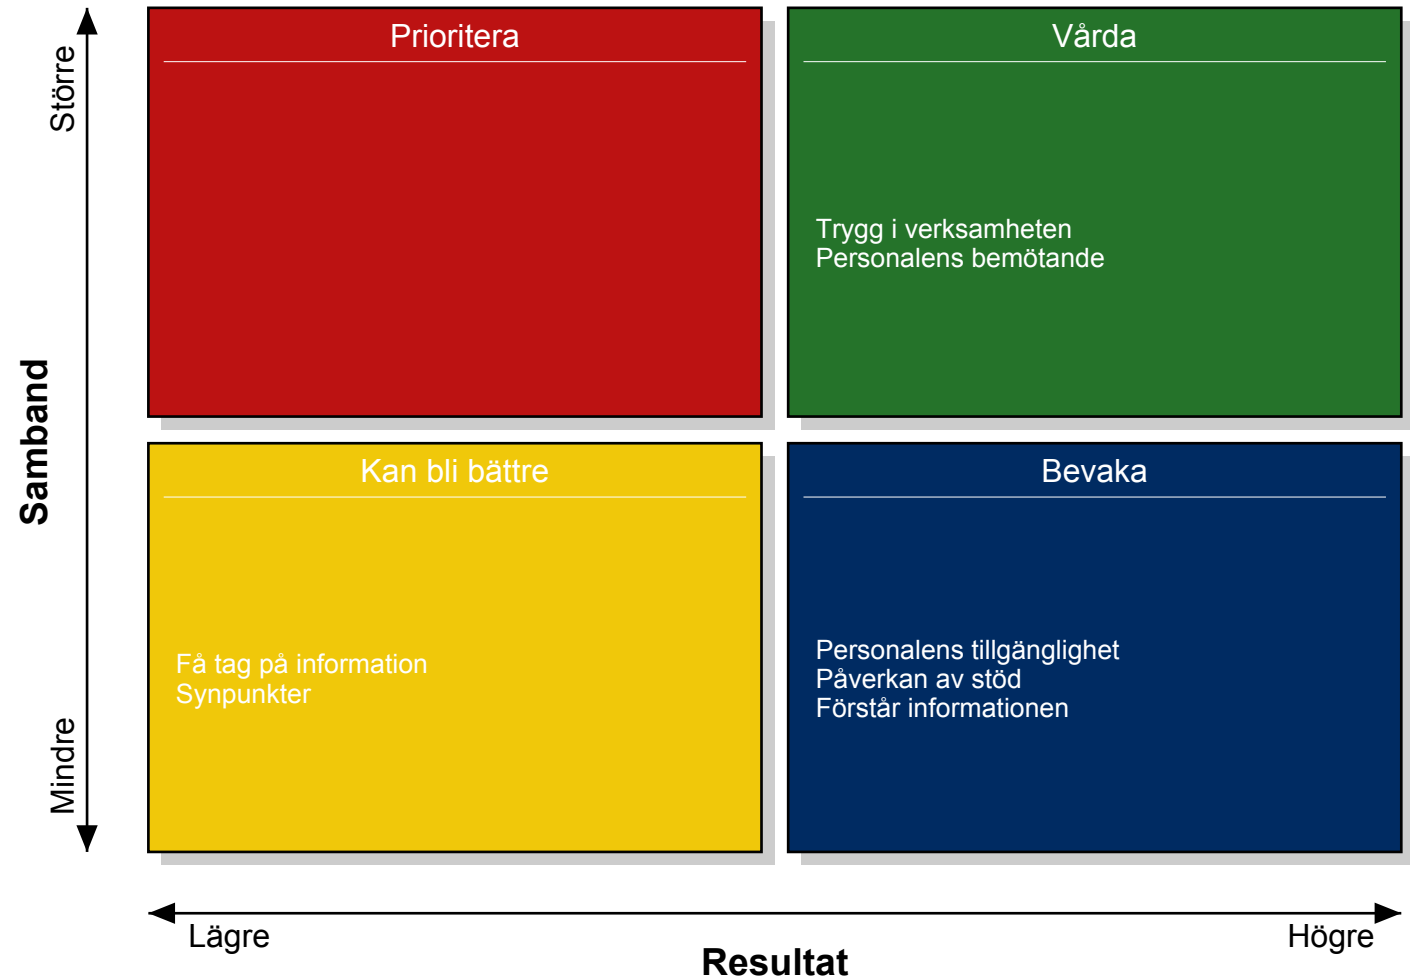 Större
Samband
Mindre
Prioritera
Vårda
Trygg i verksamheten
Personalens bemötande
Kan bli bättre
Få tag på information
Synpunkter
Bevaka
Personalens tillgänglighet
Påverkan av stöd
Förstår informationen
Lägre
Resultat
Högre